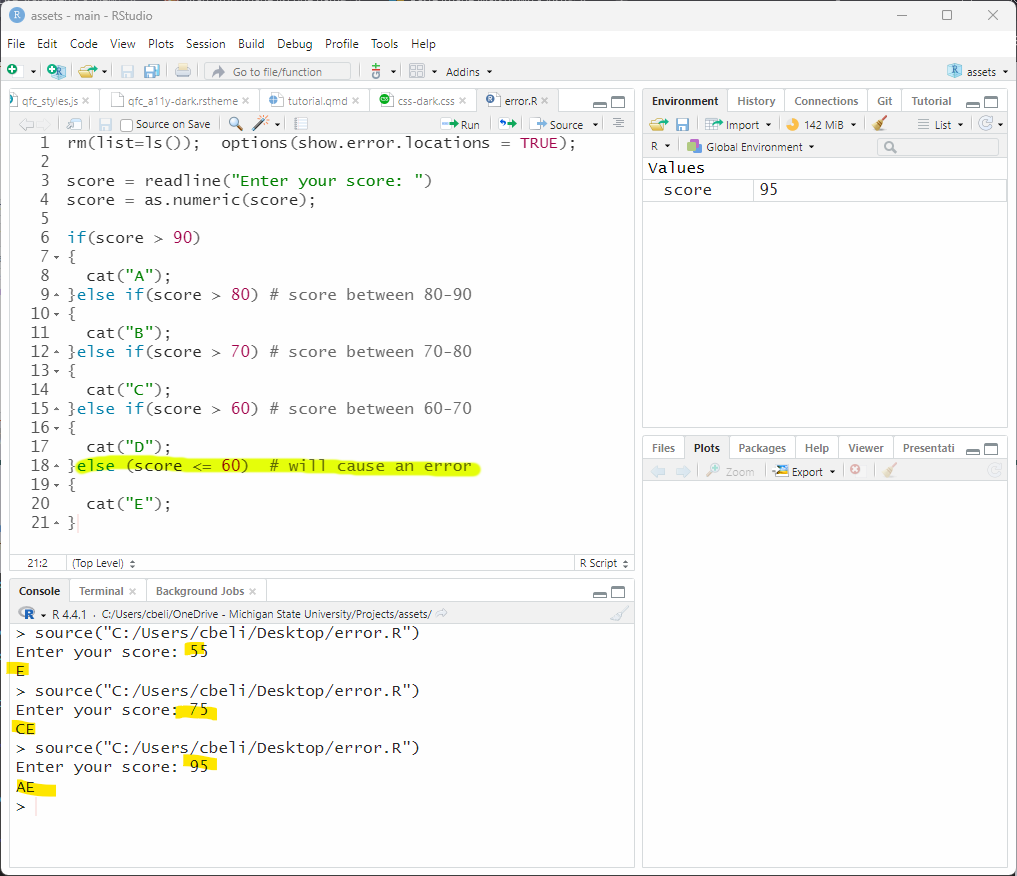 assets - main - RStudio
File Edit Code View Plots Session Build Debug Profile Tools Help
Go to file/function Addins assets
qfc_styles.js qfc_a11y-dark.rstheme tutorial.qmd css-dark.css error.R
Source on Save Run Source
1 rm(list=ls());  options(show.error.locations = TRUE);
2
3 score = readline("Enter your score: ")
4 score = as.numeric(score);
5
6 if(score > 90)
7 {
8   cat("A");
9 }else if(score > 80) # score between 80-90
10 {
11   cat("B");
12 }else if(score > 70) # score between 70-80
13 {
14   cat("C");
15 }else if(score > 60) # score between 60-70
16 {
17   cat("D");
18 }else (score <= 60)  # will cause an error
19 {
20   cat("E");
21 }
21:2 (Top Level) R Script
Console Terminal Background Jobs
R R 4.4.1 · C:/Users/cbeli/OneDrive - Michigan State University/Projects/assets/
> source("C:/Users/cbeli/Desktop/error.R")
Enter your score: 55
E
> source("C:/Users/cbeli/Desktop/error.R")
Enter your score: 75
CE
> source("C:/Users/cbeli/Desktop/error.R")
Enter your score: 95
AE
>
Environment History Connections Git Tutorial
Import 142 MiB List
R Global Environment
Values
score 95
Files Plots Packages Help Viewer Presentati
Zoom Export